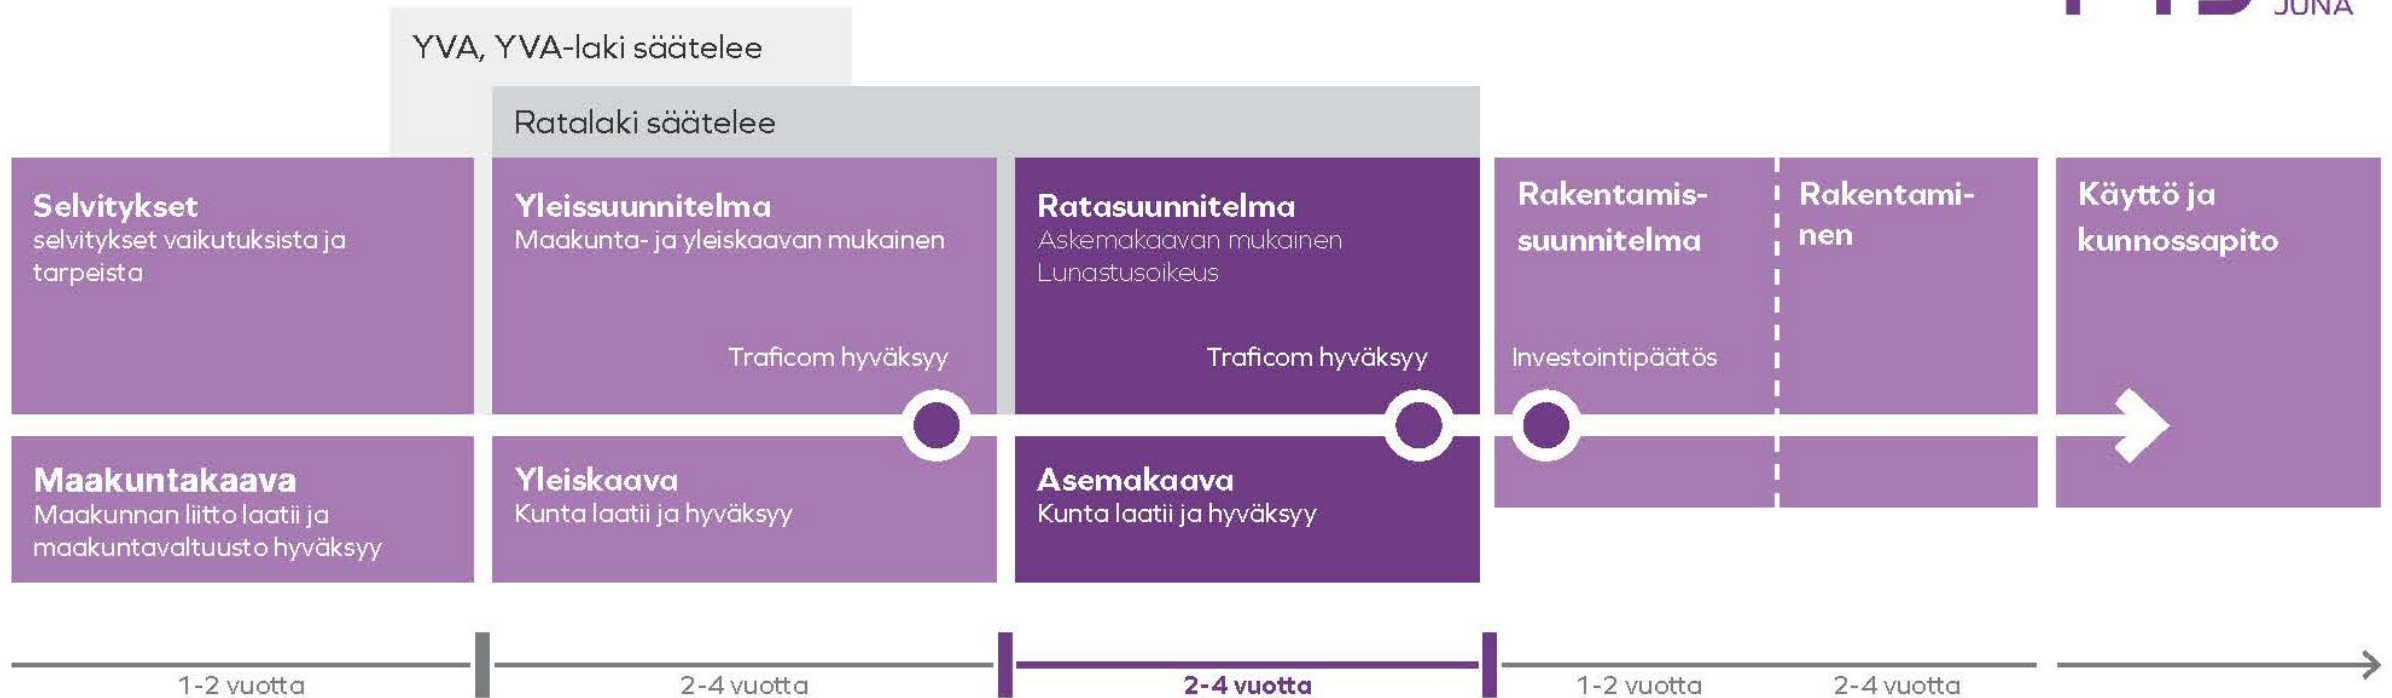 JUNA
YVA, YVA-laki säätelee
Ratalaki säätelee
Selvitykset
selvitykset vaikutuksista ja
tarpeista
Yleissuunnitelma
Maakunta- ja yleiskaavan mukainen
Traficom hyväksyy
Ratasuunnitelma
Askemakaavan mukainen
Lunastusoikeus
Traficom hyväksyy
Rakentamis-
suunnitelma
Investointipäätös
Rakentami-
nen
Käyttö ja
kunnossapito
Maakuntakaava
Maakunnan liitto laatii ja
maakuntavaltuusto hyväksyy
Yleiskaava
Kunta laatii ja hyväksyy
Asemakaava
Kunta laatii ja hyväksyy
1-2 vuotta
2-4 vuotta
2-4 vuotta
1-2 vuotta
2-4 vuotta